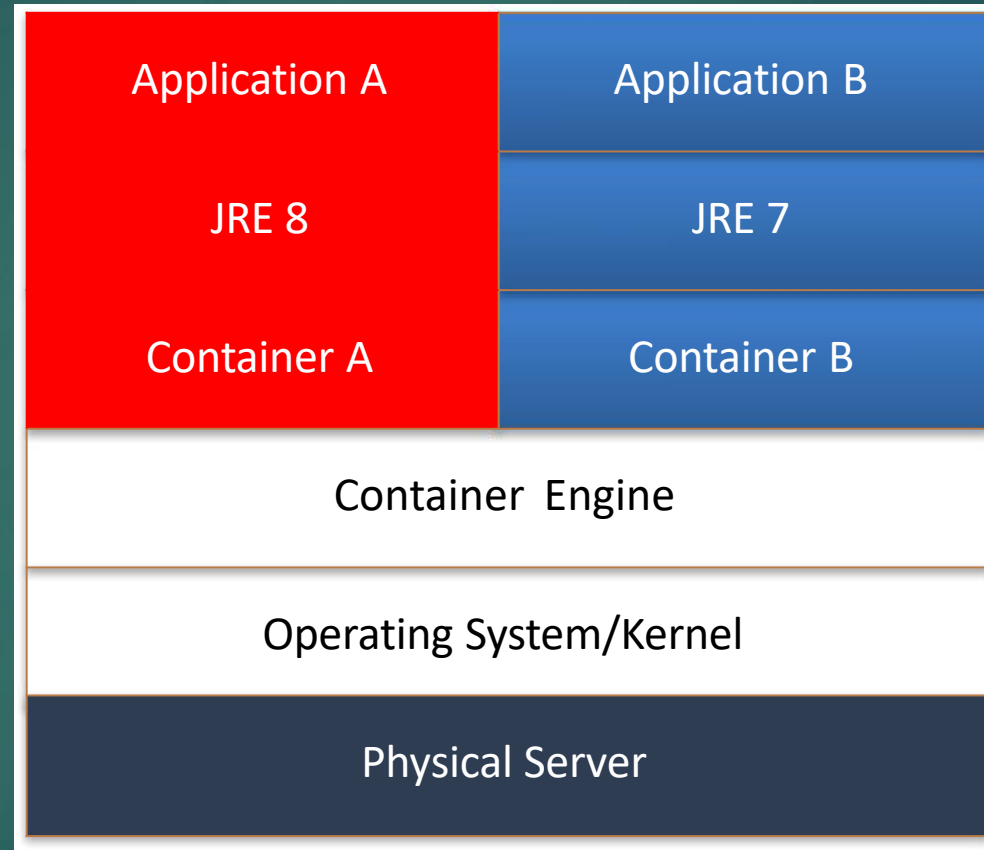 Application A
Application B
JRE 8
JRE 7
Container A
Container B
Container Engine
Operating System/Kernel
Physical Server